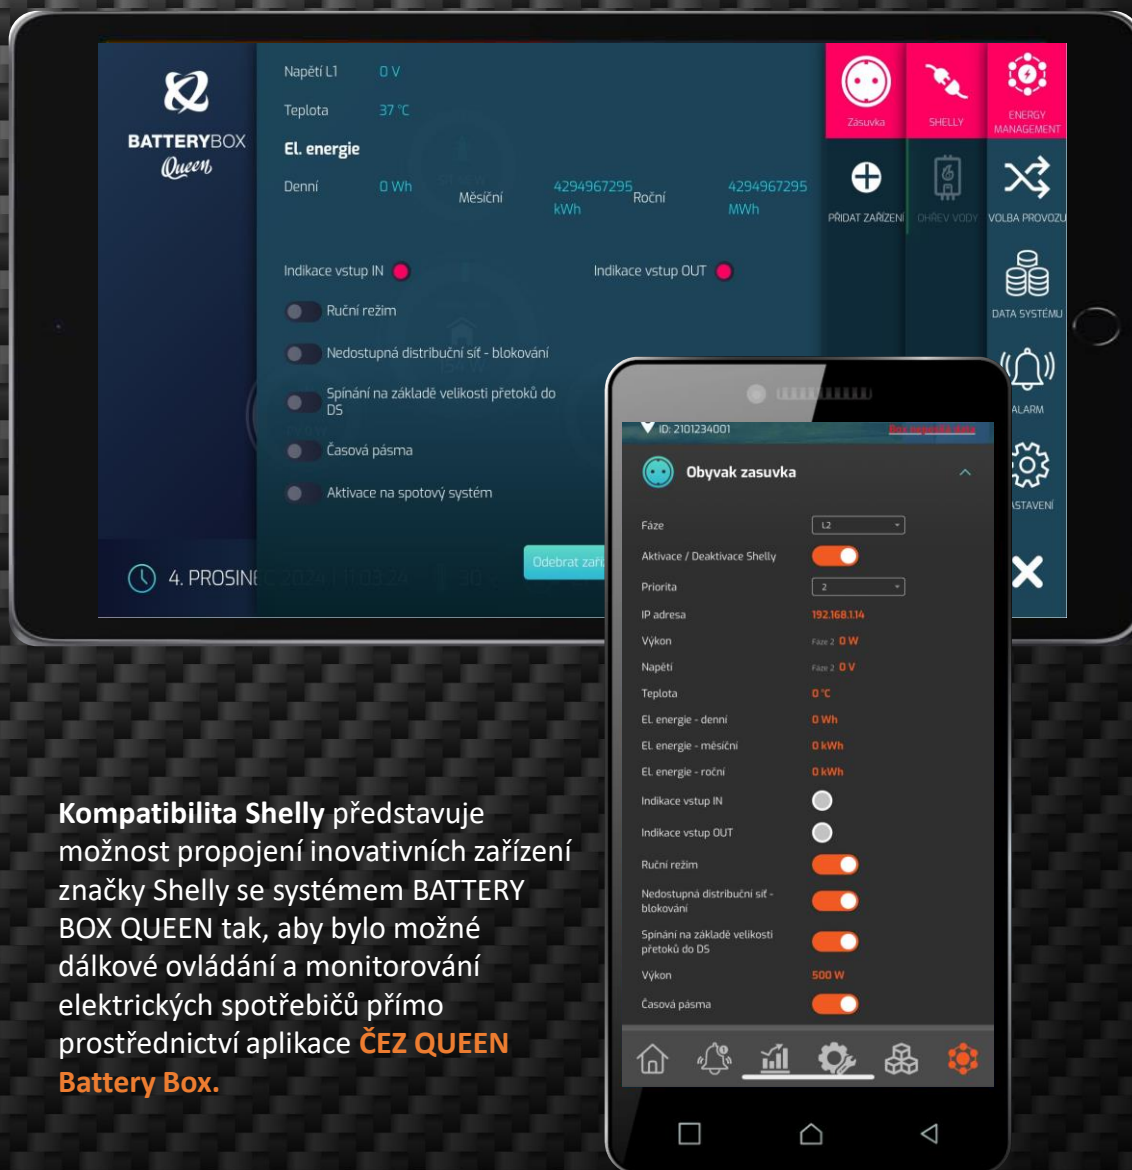 BATTERYBOX
Queen
Napětí L1 0 V
Teplota 37 °C
El. energie
Denní 0 Wh Měsíční 4294967295 kWh Roční 4294967295 MWh
Indikace vstup IN Indikace vstup OUT
Ruční režim
Nedostupná distribuční síť - blokování
Spínání na základě velikosti přetoků do
DS
Časová pásma
Aktivace na spotový systém
Odebrat zaří
4. PROSINE
Zásuvka
SHELLY
ENERGY
MANAGEMENT
PŘIDAT ZAŘÍZENÍ
OHŘEV VODY
VOLBA PROVOZU
DATA SYSTÉMU
ALARM
ASTAVENÍ
ID: 2101234001
Obyvak zasuvka
Fáze L2
Aktivace / Deaktivace Shelly
Priorita 2
IP adresa 192.168.1.14
Výkon Fáze 2 0 W
Napětí Fáze 2 0 V
Teplota 0 °C
El. energie - denní 0 Wh
El. energie - měsíční 0 kWh
El. energie - roční 0 kWh
Indikace vstup IN
Indikace vstup OUT
Ruční režim
Nedostupná distribuční síť -
blokování
Spínání na základě velikosti
přetoků do DS
Výkon 500 W
Časová pásma
Kompatibilita Shelly představuje
možnost propojení inovativních zařízení
značky Shelly se systémem BATTERY
BOX QUEEN tak, aby bylo možné
dálkové ovládání a monitorování
elektrických spotřebičů přímo
prostřednictví aplikace ČEZ QUEEN
Battery Box.